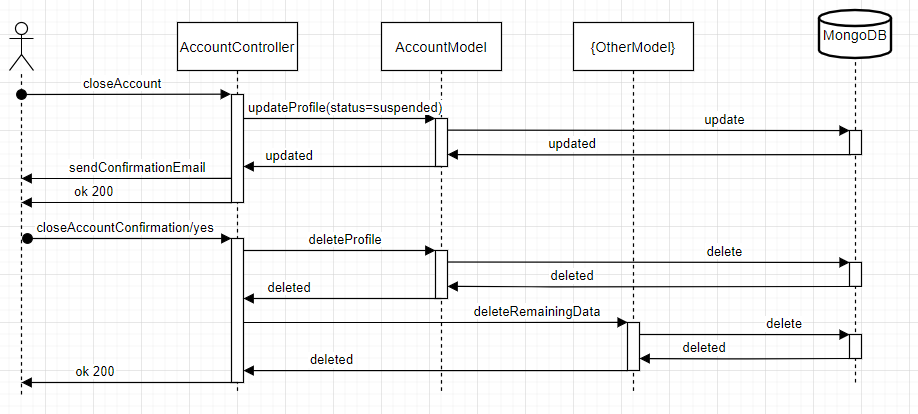 AccountController
AccountModel
{OtherModel}
MongoDB
closeAccount
updateProfile(status=suspended)
update
updated
updated
sendConfirmationEmail
ok 200
closeAccountConfirmation/yes
deleteProfile
delete
deleted
deleted
deleteRemainingData
delete
deleted
deleted
ok 200